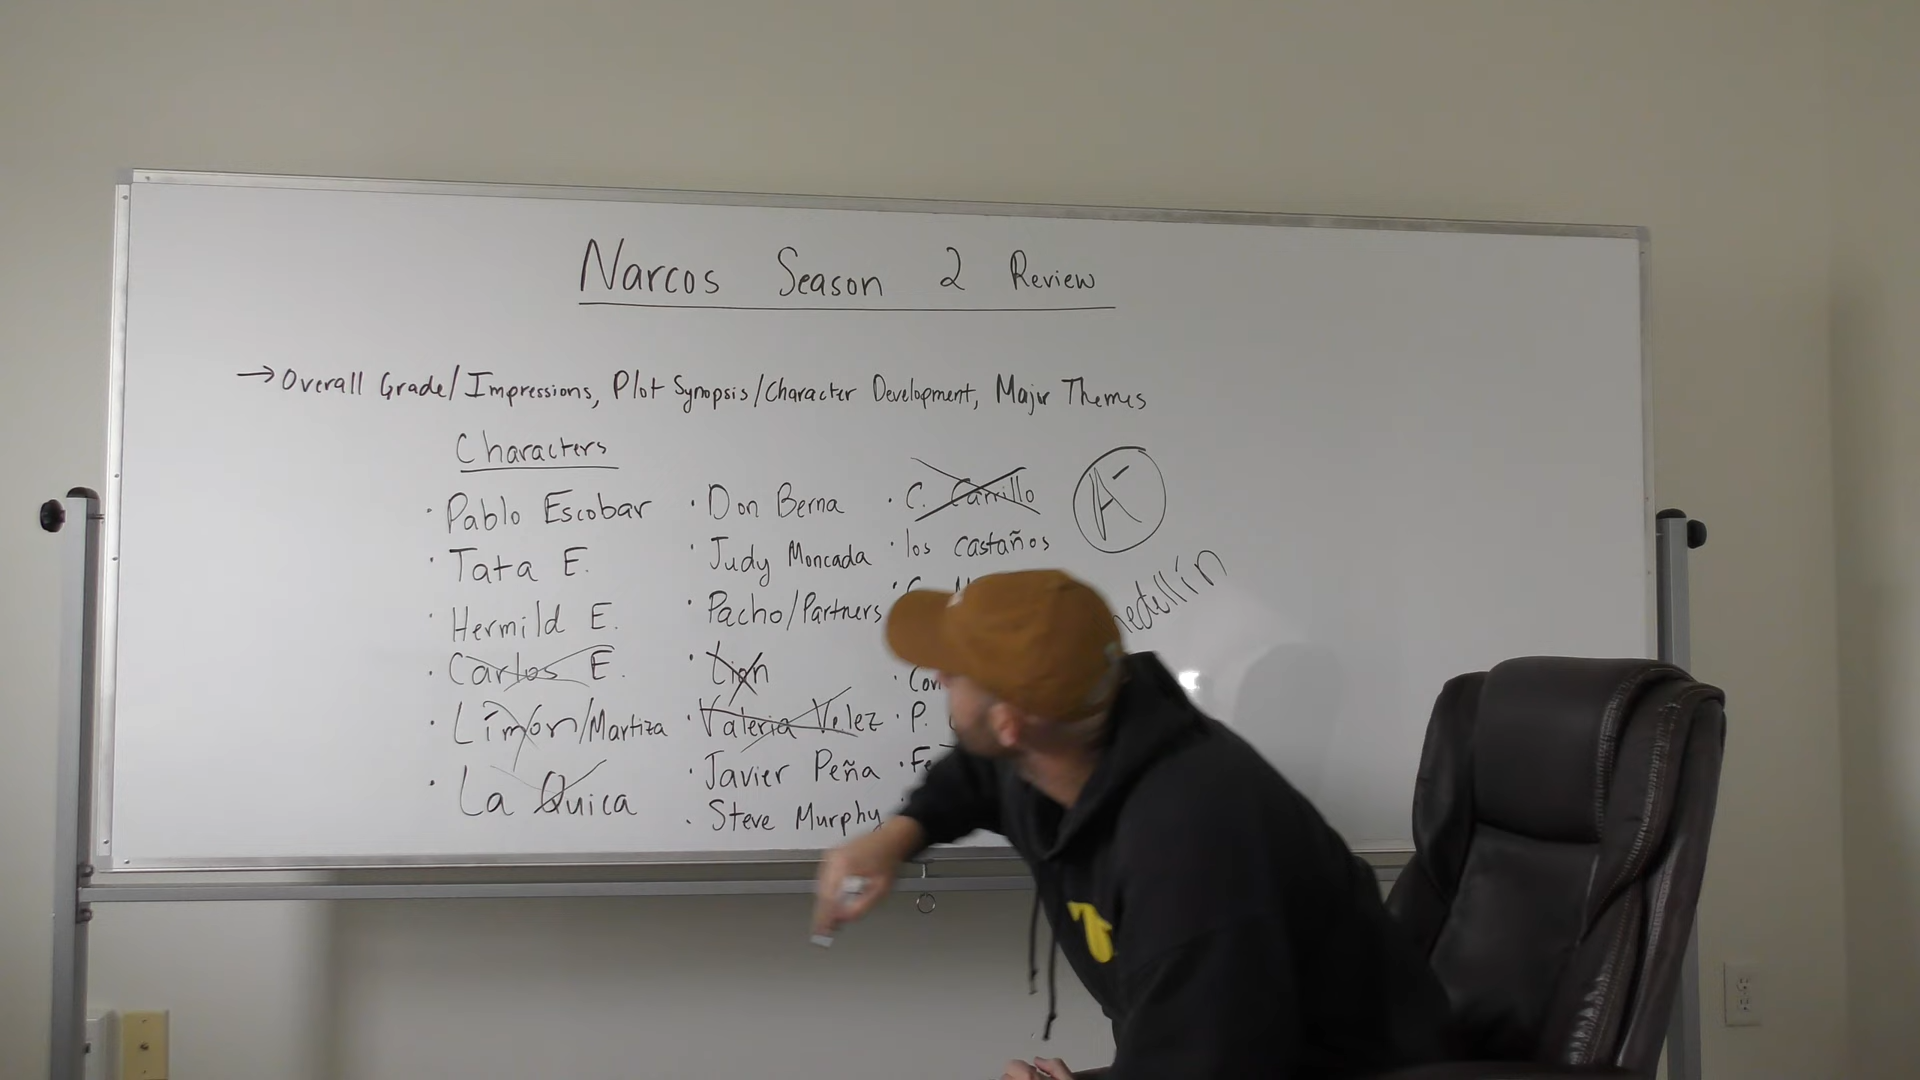 Narcos Season 2 Review
→ Overall Grade/Impressions, Plot Synopsis/Character Development, Major Themes
Characters
· Pablo Escobar
· Tata E.
· Hermild E.
· Carlos E.
· Limón/Martiza
· La Quica
· Don Berna
· Judy Moncada
· Pacho/Partners
· Lion
· Valeria Velez
· Javier Peña
· Steve Murphy
· C. Carrillo
· los castaños
· P.
A-